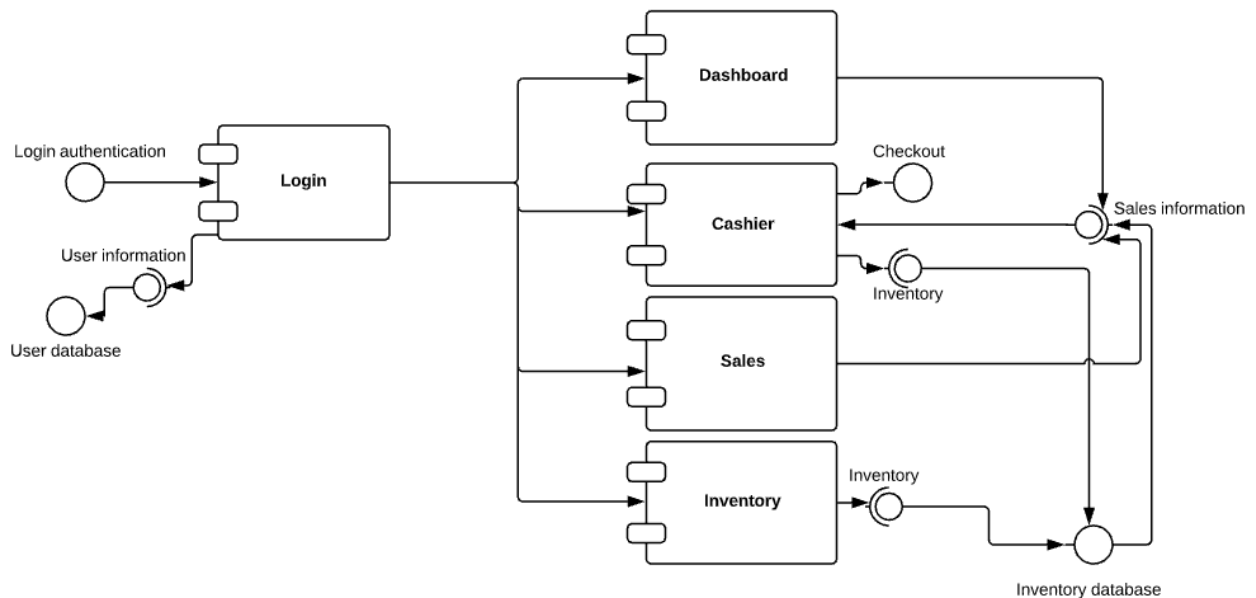 Dashboard
Login authentication
Login
Checkout
Cashier
Sales information
User information
Inventory
User database
Sales
Inventory
Inventory
Inventory database